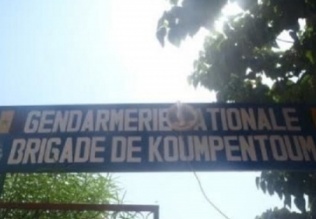 GENDARMERIE NATIONALE
BRIGADE DE KOUMPENTOUM